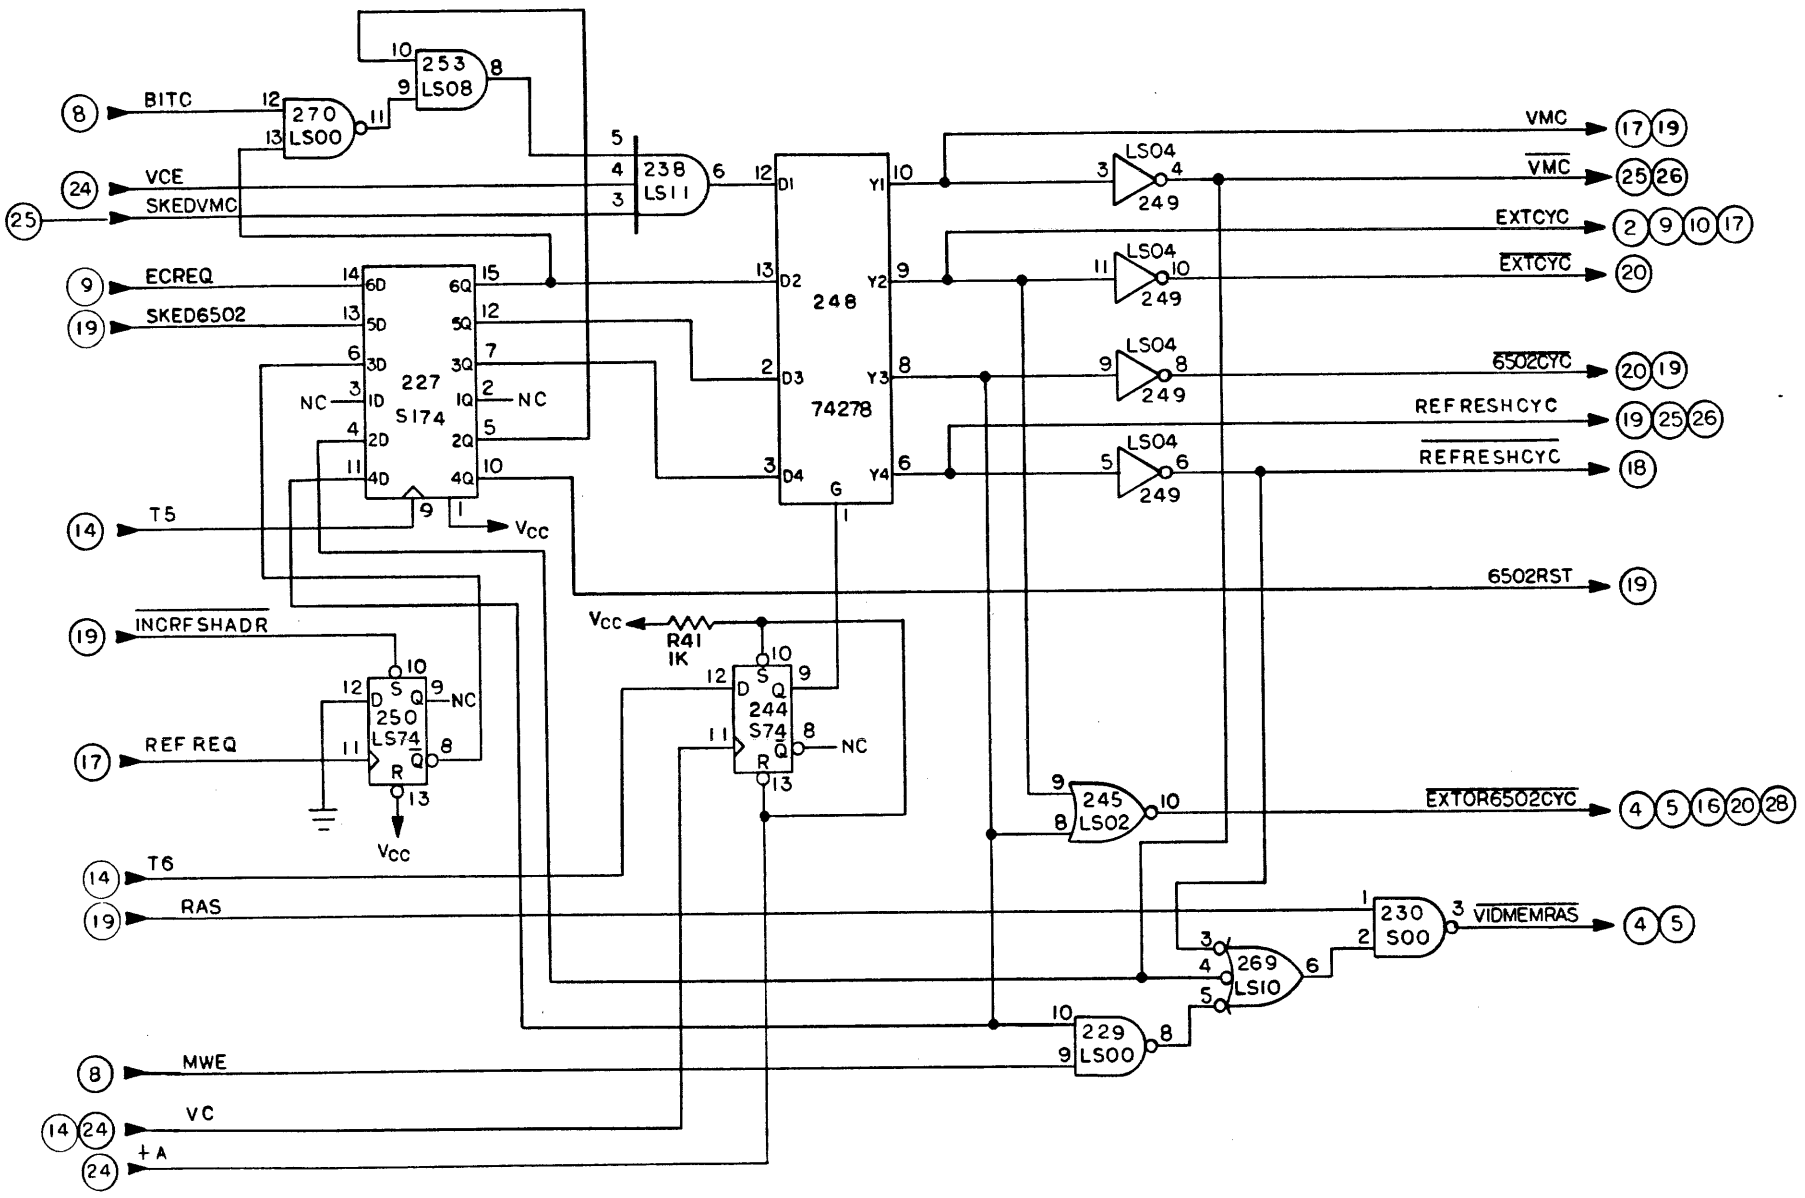 10 253 8
9 LS08
8 BITC 12 270 11
13 LS00
24 VCE
25 SKEDVMC
5
4 238 6
3 LS11
12 D1 Y1 10
13 D2 Y2 9
248
2 D3 Y3 8
74278
3 D4 Y4 6
G
1
VMC 17 19
LS04
3 4
249
VMC 25 26
EXTCYC 2 9 10 17
LS04
11 10
249
EXTCYC 20
LS04
9 8
249
6502CYC 20 19
REFRESHCYC 19 25 26
LS04
5 6
249
REFRESHCYC 18
9 ECREQ 14 6D 6Q 15
19 SKED6502 13 5D 5Q 12
6 3D 3Q 7
227
NC 3 1D 1Q 2 NC
S174
4 2D 2Q 5
11 4D 4Q 10
14 T5 9 1 VCC
6502RST 19
19 INCRFSHADR
10
12 D S Q 9 NC
250
LS74
17 REFREQ 11 Q 8
R
13
VCC
VCC R41
1K
10
12 D S Q 9
244
S74
11 Q 8 NC
R
13
9 245 10
8 LS02
EXTOR6502CYC 4 5 16 20 28
14 T6
19 RAS
1 230 3
2 S00
VIDMEMRAS 4 5
3
4 269 6
5 LS10
10 229 8
9 LS00
8 MWE
14 24 VC
24 +A